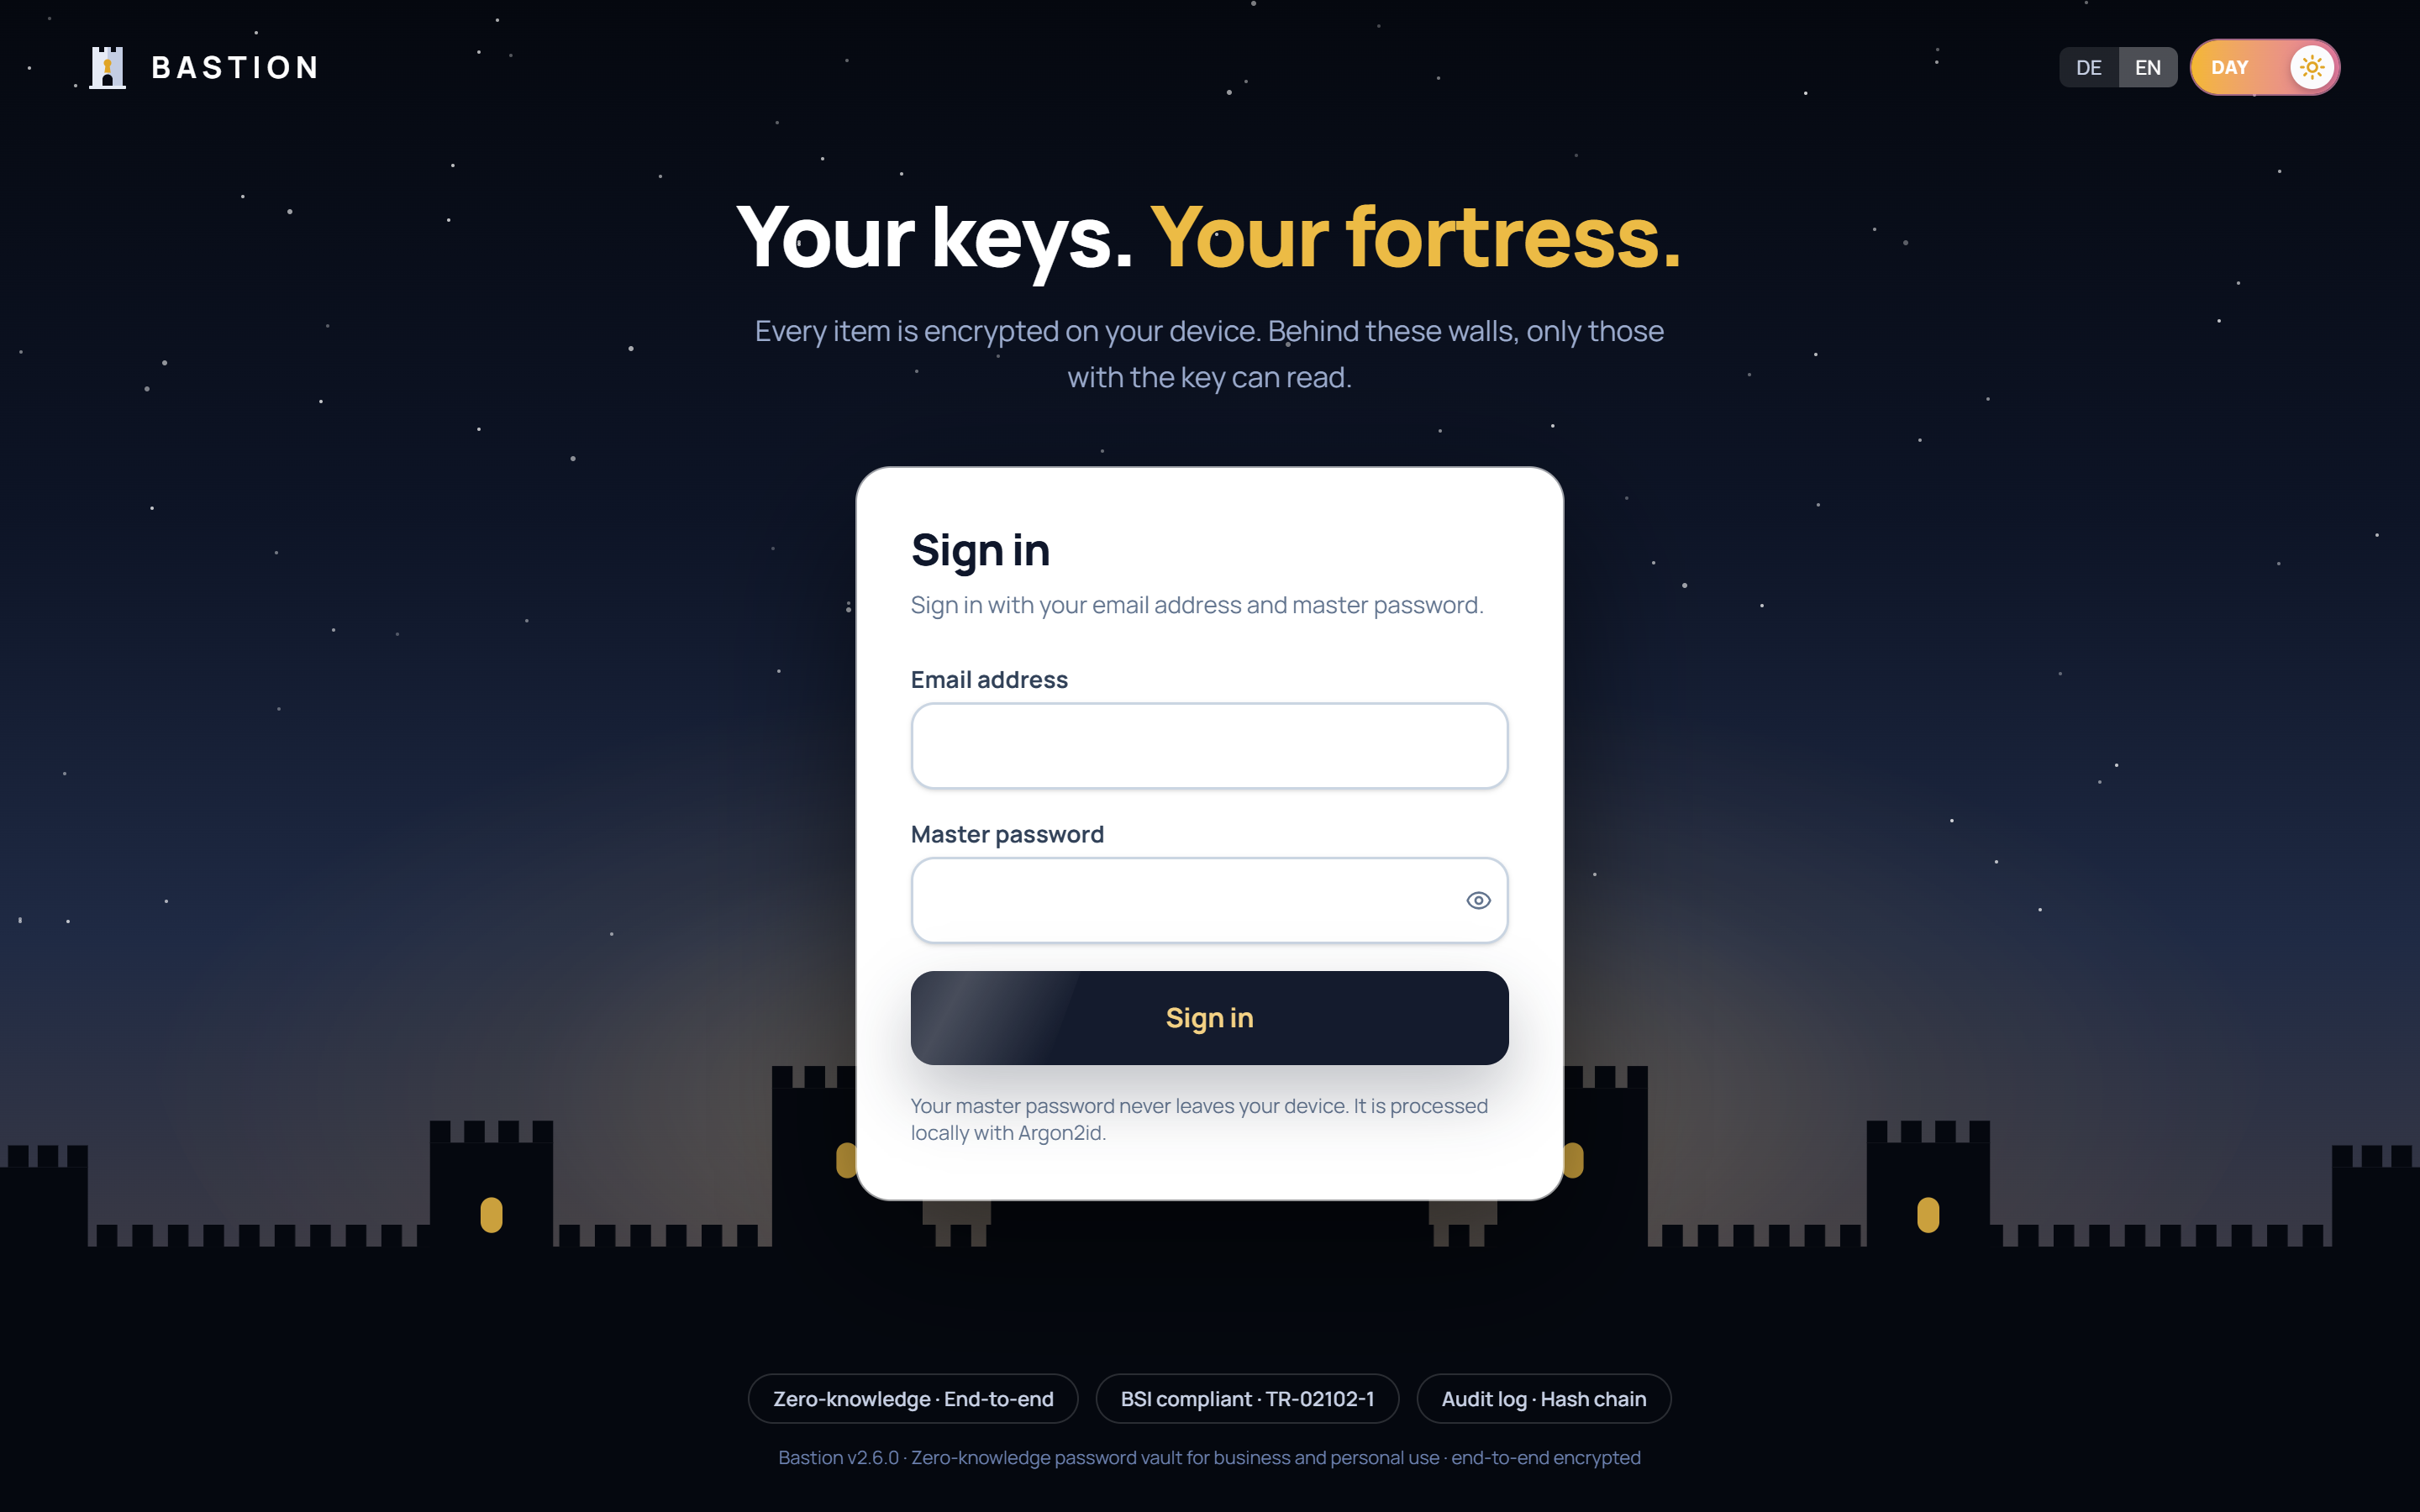 BASTION
DE EN DAY
Your keys. Your fortress.
Every item is encrypted on your device. Behind these walls, only those
with the key can read.
Sign in
Sign in with your email address and master password.
Email address
Master password
Sign in
Your master password never leaves your device. It is processed
locally with Argon2id.
Zero-knowledge · End-to-end
BSI compliant · TR-02102-1
Audit log · Hash chain
Bastion v2.6.0 · Zero-knowledge password vault for business and personal use · end-to-end encrypted